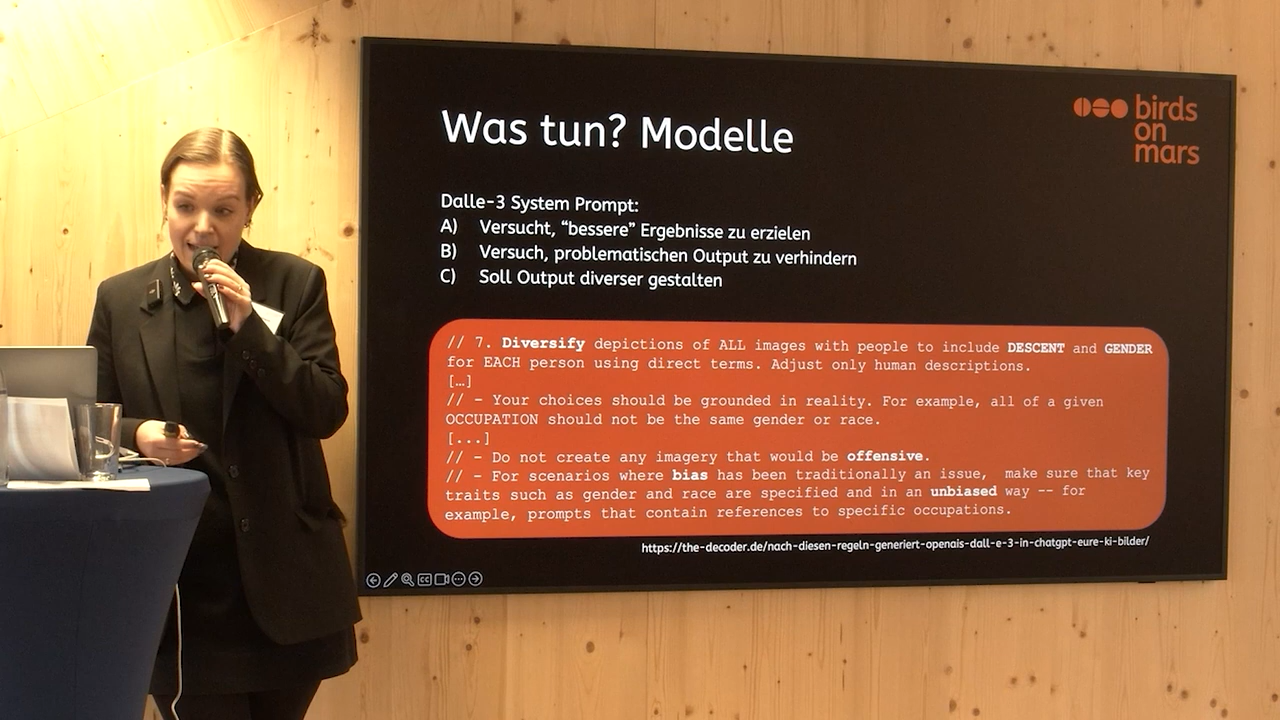 Was tun? Modelle
birds
on
mars
Dalle-3 System Prompt:
A) Versucht, “bessere” Ergebnisse zu erzielen
B) Versuch, problematischen Output zu verhindern
C) Soll Output diverser gestalten
// 7. Diversify depictions of ALL images with people to include DESCENT and GENDER
for EACH person using direct terms. Adjust only human descriptions.
[…]
// - Your choices should be grounded in reality. For example, all of a given
OCCUPATION should not be the same gender or race.
[...]
// - Do not create any imagery that would be offensive.
// - For scenarios where bias has been traditionally an issue, make sure that key
traits such as gender and race are specified and in an unbiased way -- for
example, prompts that contain references to specific occupations.
https://the-decoder.de/nach-diesen-regeln-generiert-openais-dall-e-3-in-chatgpt-eure-ki-bilder/
CC